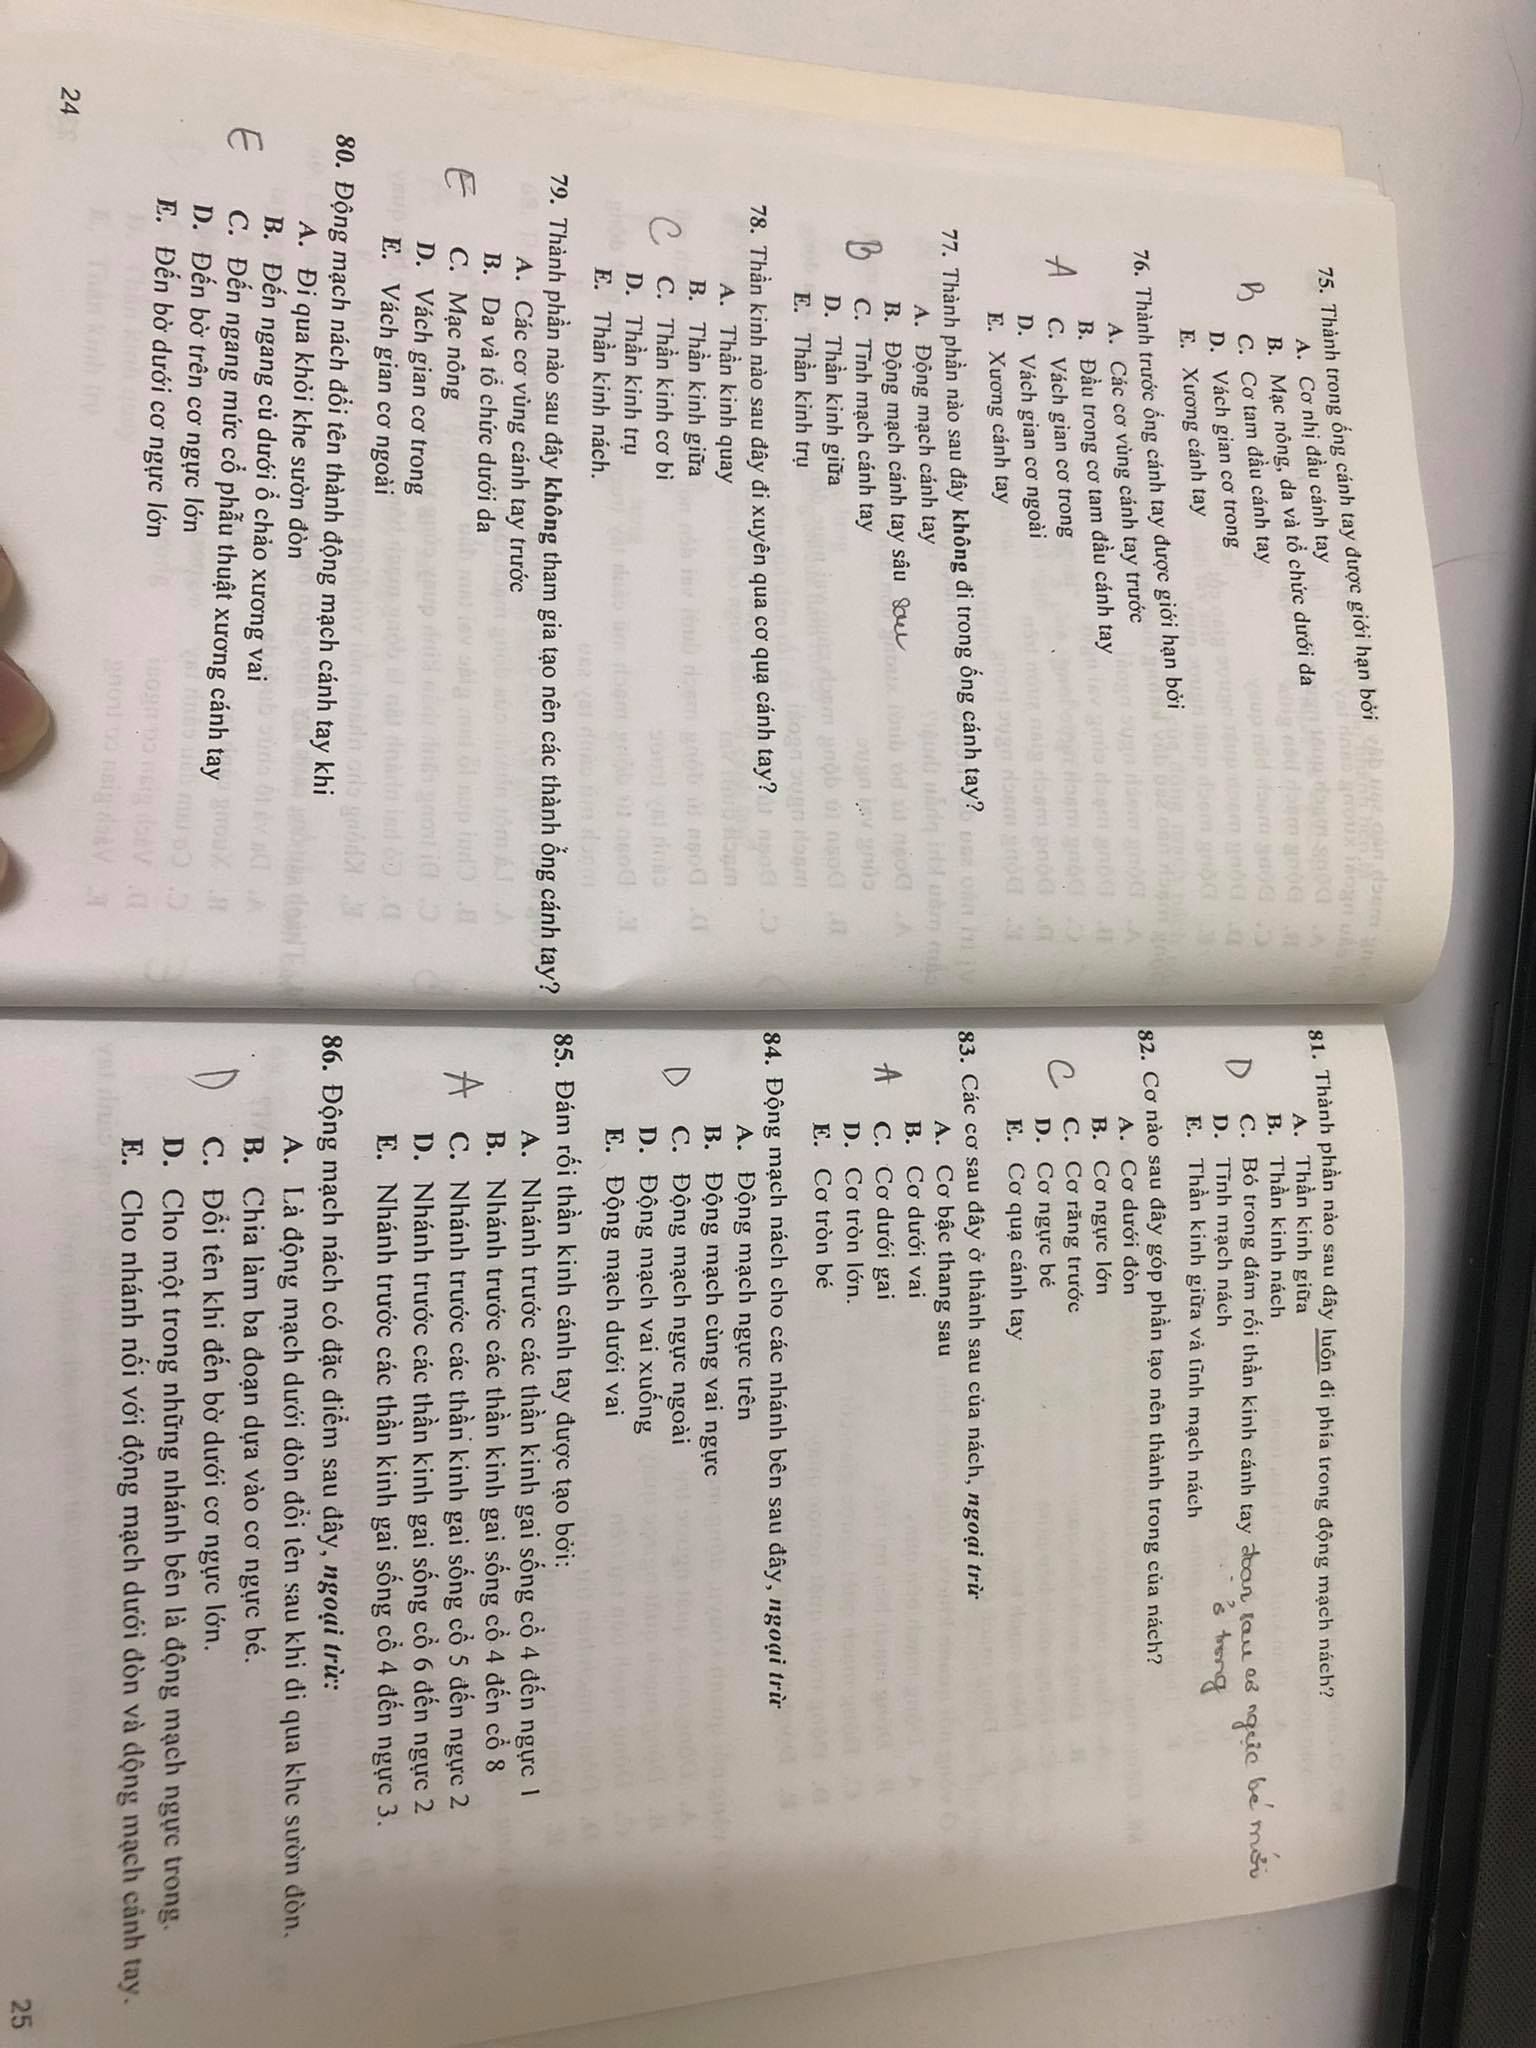 75. Thành trong ống cánh tay được giới hạn bởi
A. Cơ nhị đầu cánh tay
B. Mạc nông, da và tổ chức dưới da
B C. Cơ tam đầu cánh tay
D. Vách gian cơ trong
E. Xương cánh tay
76. Thành trước ống cánh tay được giới hạn bởi
A. Các cơ vùng cánh tay trước
B. Đầu trong cơ tam đầu cánh tay
A C. Vách gian cơ trong
D. Vách gian cơ ngoài
E. Xương cánh tay
77. Thành phần nào sau đây không đi trong ống cánh tay?
A. Động mạch cánh tay
B. Động mạch cánh tay sâu sau
B C. Tĩnh mạch cánh tay
D. Thần kinh giữa
E. Thần kinh trụ
78. Thần kinh nào sau đây đi xuyên qua cơ quạ cánh tay?
A. Thần kinh quay
B. Thần kinh giữa
C C. Thần kinh cơ bì
D. Thần kinh trụ
E. Thần kinh nách.
79. Thành phần nào sau đây không tham gia tạo nên các thành ống cánh tay?
A. Các cơ vùng cánh tay trước
B. Da và tổ chức dưới da
E C. Mạc nông
D. Vách gian cơ trong
E. Vách gian cơ ngoài
80. Động mạch nách đổi tên thành động mạch cánh tay khi
A. Đi qua khỏi khe sườn đòn
B. Đến ngang củ dưới ổ chảo xương vai
E C. Đến ngang mức cổ phẫu thuật xương cánh tay
D. Đến bờ trên cơ ngực lớn
E. Đến bờ dưới cơ ngực lớn
24
81. Thành phần nào sau đây luôn đi phía trong động mạch nách?
A. Thần kinh giữa
B. Thần kinh nách
D C. Bó trong đám rối thần kinh cánh tay đoạn sau cơ ngực bé mới
D. Tĩnh mạch nách ở trong
E. Thần kinh giữa và tĩnh mạch nách
82. Cơ nào sau đây góp phần tạo nên thành trong của nách?
A. Cơ dưới đòn
B. Cơ ngực lớn
C C. Cơ răng trước
D. Cơ ngực bé
E. Cơ quạ cánh tay
83. Các cơ sau đây ở thành sau của nách, ngoại trừ
A. Cơ bậc thang sau
B. Cơ dưới vai
A C. Cơ dưới gai
D. Cơ tròn lớn.
E. Cơ tròn bé
84. Động mạch nách cho các nhánh bên sau đây, ngoại trừ
A. Động mạch ngực trên
B. Động mạch cùng vai ngực
D C. Động mạch ngực ngoài
D. Động mạch vai xuống
E. Động mạch dưới vai
85. Đám rối thần kinh cánh tay được tạo bởi:
A. Nhánh trước các thần kinh gai sống cổ 4 đến ngực 1
B. Nhánh trước các thần kinh gai sống cổ 4 đến cổ 8
A C. Nhánh trước các thần kinh gai sống cổ 5 đến ngực 2
D. Nhánh trước các thần kinh gai sống cổ 6 đến ngực 2
E. Nhánh trước các thần kinh gai sống cổ 4 đến ngực 3.
86. Động mạch nách có đặc điểm sau đây, ngoại trừ:
A. Là động mạch dưới đòn đổi tên sau khi đi qua khe sườn đòn.
B. Chia làm ba đoạn dựa vào cơ ngực bé.
D C. Đổi tên khi đến bờ dưới cơ ngực lớn.
D. Cho một trong những nhánh bên là động mạch ngực trong.
E. Cho nhánh nối với động mạch dưới đòn và động mạch cánh tay.
25